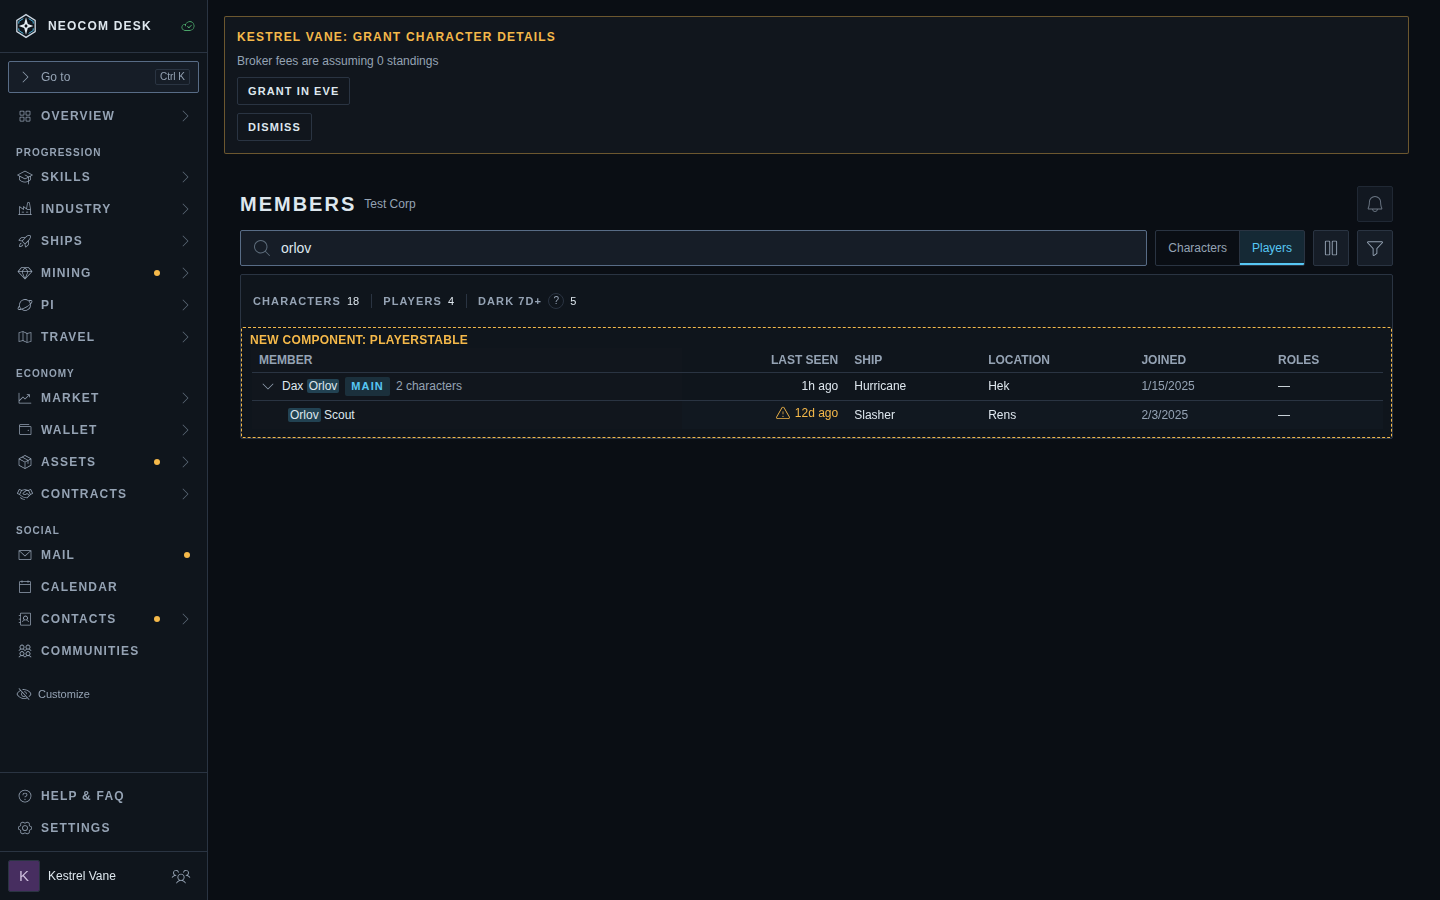 NEOCOM DESK
Go to
Ctrl K
OVERVIEW
PROGRESSION
SKILLS
INDUSTRY
SHIPS
MINING
PI
TRAVEL
ECONOMY
MARKET
WALLET
ASSETS
CONTRACTS
SOCIAL
MAIL
CALENDAR
CONTACTS
COMMUNITIES
Customize
HELP & FAQ
SETTINGS
K Kestrel Vane
KESTREL VANE: GRANT CHARACTER DETAILS
Broker fees are assuming 0 standings
GRANT IN EVE
DISMISS
MEMBERS Test Corp
orlov
Characters Players
CHARACTERS 18 PLAYERS 4 DARK 7D+ ? 5
NEW COMPONENT: PLAYERSTABLE
MEMBER LAST SEEN SHIP LOCATION JOINED ROLES
Dax Orlov MAIN 2 characters 1h ago Hurricane Hek 1/15/2025 —
Orlov Scout 12d ago Slasher Rens 2/3/2025 —